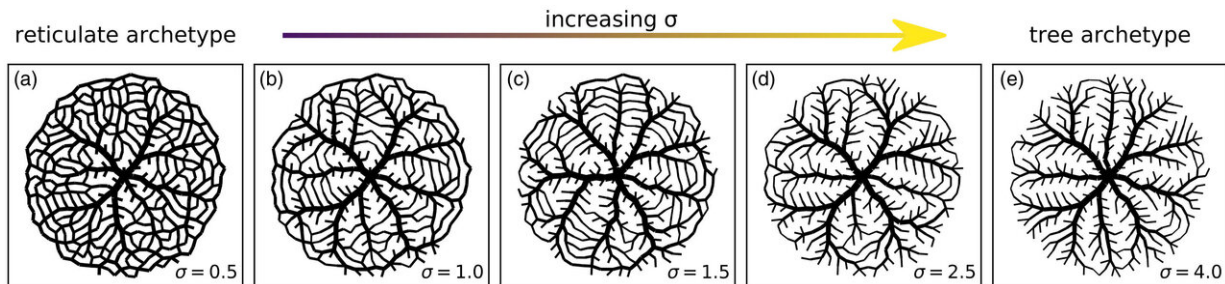 increasing σ
reticulate archetype
tree archetype
(a)
σ = 0.5
(b)
σ = 1.0
(c)
σ = 1.5
(d)
σ = 2.5
(e)
σ = 4.0